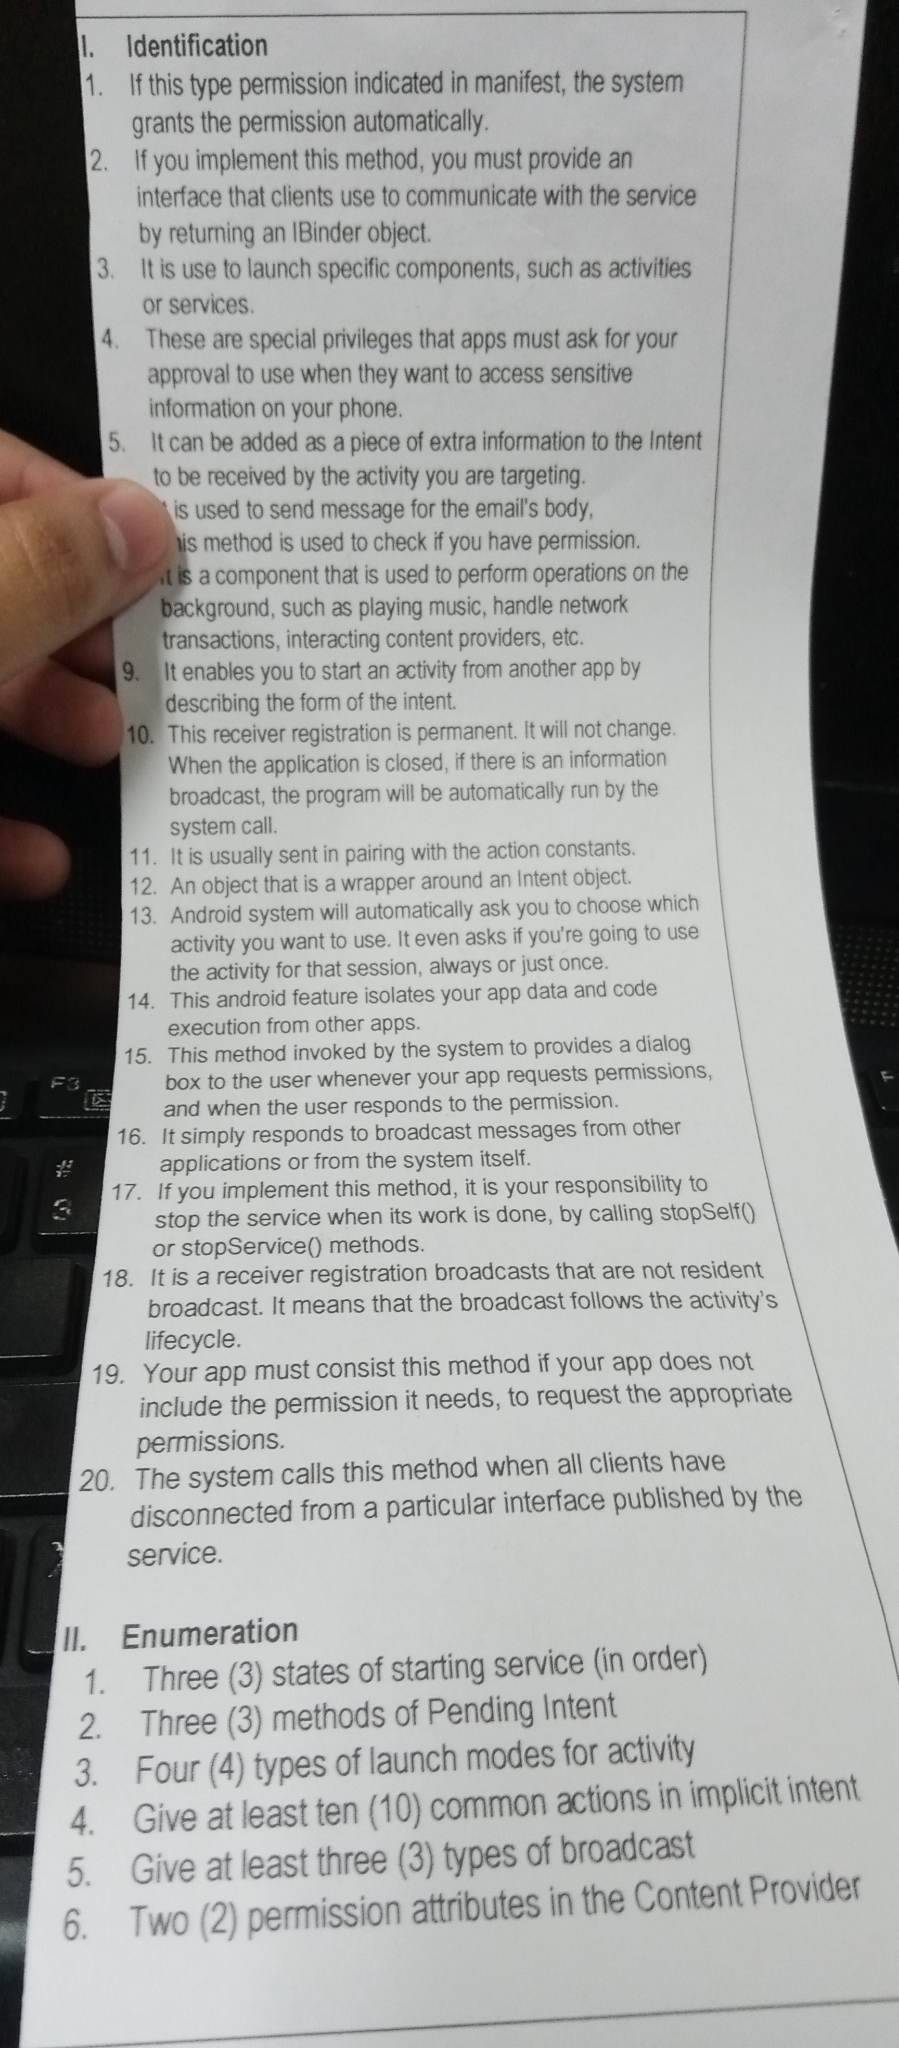 I. Identification
1. If this type permission indicated in manifest, the system
grants the permission automatically.
2. If you implement this method, you must provide an
interface that clients use to communicate with the service
by returning an IBinder object.
3. It is use to launch specific components, such as activities
or services.
4. These are special privileges that apps must ask for your
approval to use when they want to access sensitive
information on your phone.
5. It can be added as a piece of extra information to the Intent
to be received by the activity you are targeting.
is used to send message for the email's body,
method is used to check if you have permission.
is a component that is used to perform operations on the
background, such as playing music, handle network
transactions, interacting content providers, etc.
9. It enables you to start an activity from another app by
describing the form of the intent.
10. This receiver registration is permanent. It will not change.
When the application is closed, if there is an information
broadcast, the program will be automatically run by the
system call.
11. It is usually sent in pairing with the action constants.
12. An object that is a wrapper around an Intent object.
13. Android system will automatically ask you to choose which
activity you want to use. It even asks if you're going to use
the activity for that session, always or just once.
14. This android feature isolates your app data and code
execution from other apps.
15. This method invoked by the system to provides a dialog
box to the user whenever your app requests permissions,
and when the user responds to the permission.
16. It simply responds to broadcast messages from other
applications or from the system itself.
17. If you implement this method, it is your responsibility to
stop the service when its work is done, by calling stopSelf()
or stopService() methods.
18. It is a receiver registration broadcasts that are not resident
broadcast. It means that the broadcast follows the activity's
lifecycle.
19. Your app must consist this method if your app does not
include the permission it needs, to request the appropriate
permissions.
20. The system calls this method when all clients have
disconnected from a particular interface published by the
service.
II. Enumeration
1. Three (3) states of starting service (in order)
2. Three (3) methods of Pending Intent
3. Four (4) types of launch modes for activity
4. Give at least ten (10) common actions in implicit intent
5. Give at least three (3) types of broadcast
6. Two (2) permission attributes in the Content Provider
F3
#
3